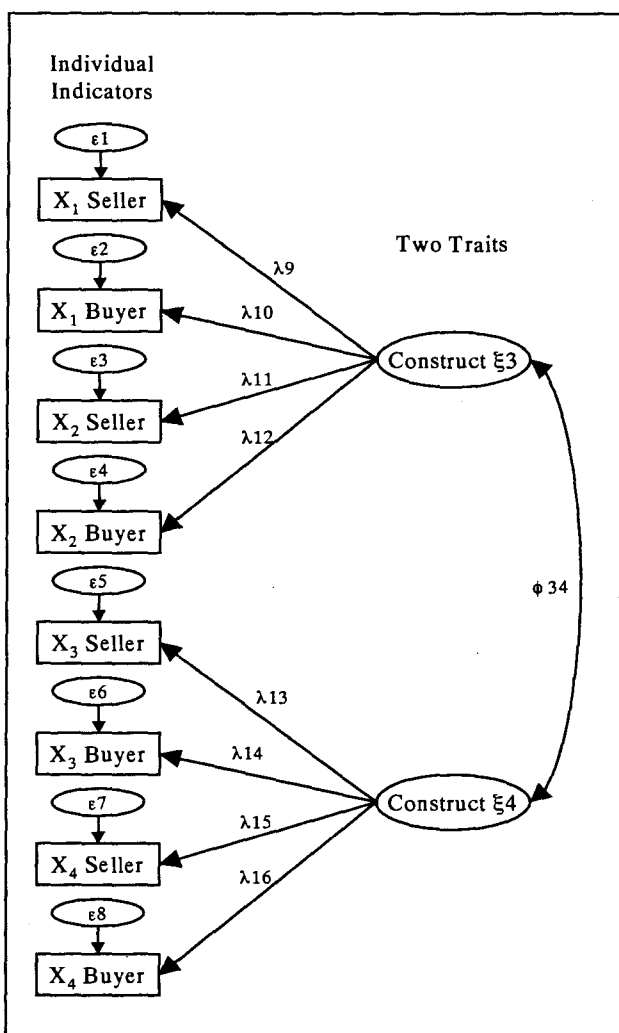 Individual
Indicators
ε1
X₁ Seller
Two Traits
ε2
λ9
X₁ Buyer
λ10
ε3
Construct ξ3
λ11
X₂ Seller
λ12
ε4
X₂ Buyer
ε5
φ 34
X₃ Seller
ε6
λ13
X₃ Buyer
λ14
ε7
Construct ξ4
λ15
X₄ Seller
λ16
ε8
X₄ Buyer